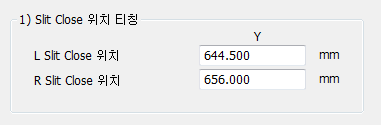 1) Slit Close 위치 티칭
Y
L Slit Close 위치 644.500 mm
R Slit Close 위치 656.000 mm